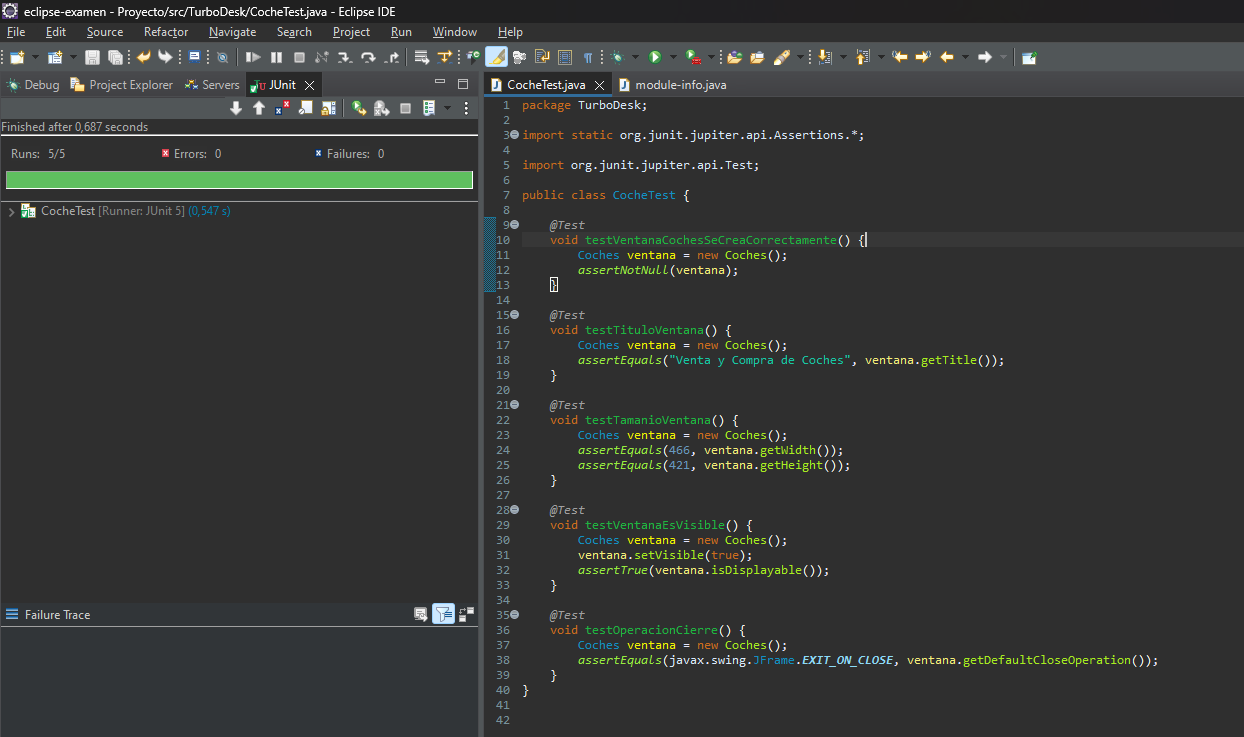 eclipse-examen - Proyecto/src/TurboDesk/CocheTest.java - Eclipse IDE
File Edit Source Refactor Navigate Search Project Run Window Help
Debug Project Explorer Servers JUnit
Finished after 0,687 seconds
Runs: 5/5 Errors: 0 Failures: 0
CocheTest [Runner: JUnit 5] (0,547 s)
Failure Trace
CocheTest.java module-info.java
1 package TurboDesk;
2
3 import static org.junit.jupiter.api.Assertions.*;
4
5 import org.junit.jupiter.api.Test;
6
7 public class CocheTest {
8
9 @Test
10 void testVentanaCochesSeCreaCorrectamente() {
11 Coches ventana = new Coches();
12 assertNotNull(ventana);
13 }
14
15 @Test
16 void testTituloVentana() {
17 Coches ventana = new Coches();
18 assertEquals("Venta y Compra de Coches", ventana.getTitle());
19 }
20
21 @Test
22 void testTamanioVentana() {
23 Coches ventana = new Coches();
24 assertEquals(466, ventana.getWidth());
25 assertEquals(421, ventana.getHeight());
26 }
27
28 @Test
29 void testVentanaEsVisible() {
30 Coches ventana = new Coches();
31 ventana.setVisible(true);
32 assertTrue(ventana.isDisplayable());
33 }
34
35 @Test
36 void testOperacionCierre() {
37 Coches ventana = new Coches();
38 assertEquals(javax.swing.JFrame.EXIT_ON_CLOSE, ventana.getDefaultCloseOperation());
39 }
40 }
41
42